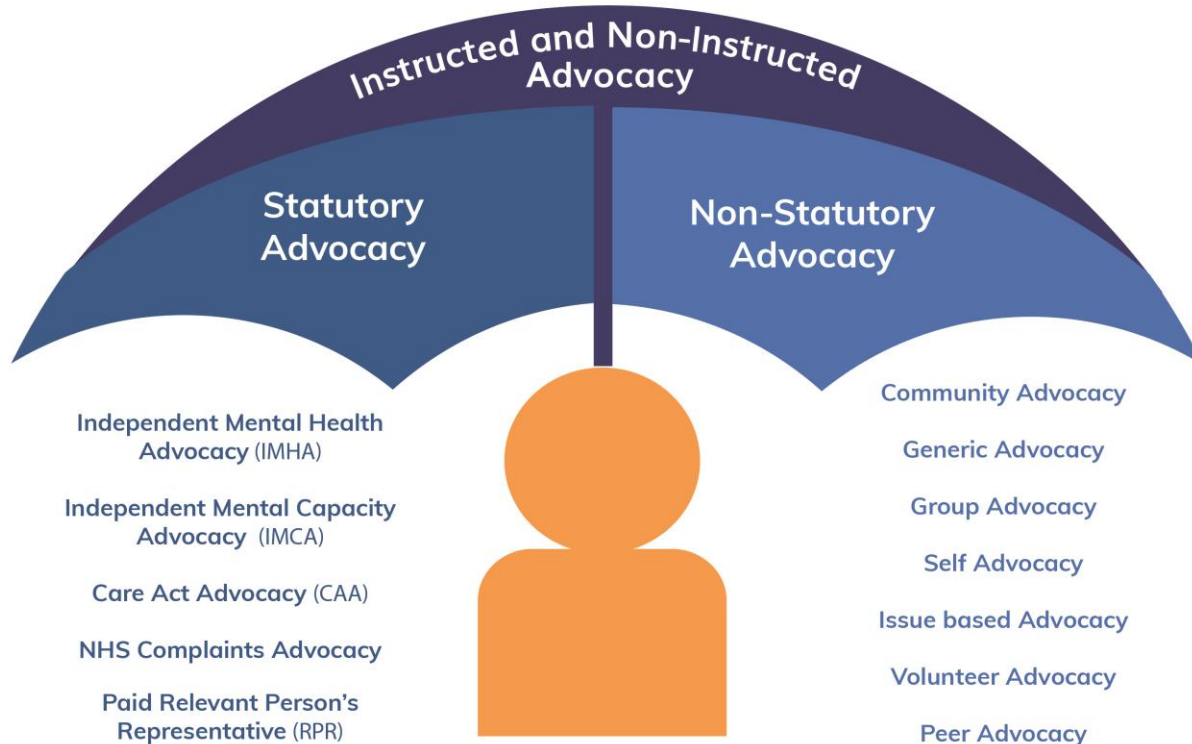 Instructed and Non-Instructed
Advocacy
Statutory
Advocacy
Non-Statutory
Advocacy
Independent Mental Health
Advocacy (IMHA)
Independent Mental Capacity
Advocacy (IMCA)
Care Act Advocacy (CAA)
NHS Complaints Advocacy
Paid Relevant Person's
Representative (RPR)
Community Advocacy
Generic Advocacy
Group Advocacy
Self Advocacy
Issue based Advocacy
Volunteer Advocacy
Peer Advocacy